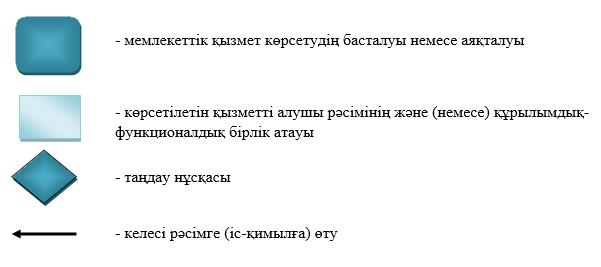 - мемлекеттік қызмет көрсетудің басталуы немесе аяқталуы
- көрсетілетін қызметті алушы рәсімінің және (немесе) құрылымдық-
функционалдық бірлік атауы
- таңдау нұсқасы
- келесі рәсімге (іс-қимылға) өту